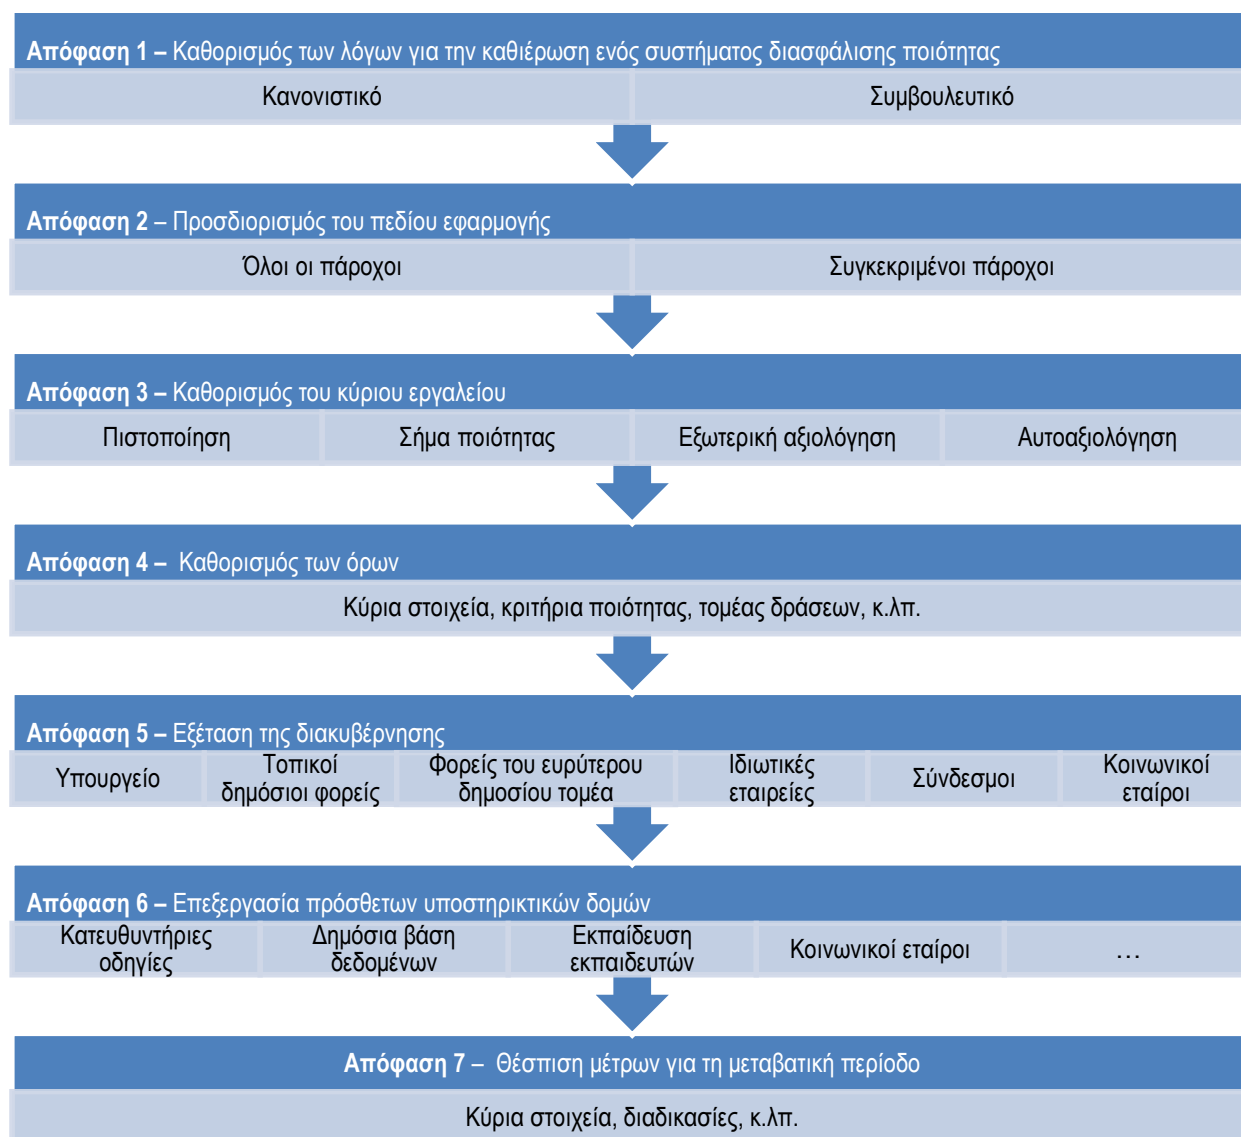 Απόφαση 1 – Καθορισμός των λόγων για την καθιέρωση ενός συστήματος διασφάλισης ποιότητας
Κανονιστικό
Συμβουλευτικό
Απόφαση 2 – Προσδιορισμός του πεδίου εφαρμογής
Όλοι οι πάροχοι
Συγκεκριμένοι πάροχοι
Απόφαση 3 – Καθορισμός του κύριου εργαλείου
Πιστοποίηση
Σήμα ποιότητας
Εξωτερική αξιολόγηση
Αυτοαξιολόγηση
Απόφαση 4 – Καθορισμός των όρων
Κύρια στοιχεία, κριτήρια ποιότητας, τομέας δράσεων, κ.λπ.
Απόφαση 5 – Εξέταση της διακυβέρνησης
Υπουργείο
Τοπικοί
δημόσιοι φορείς
Φορείς του ευρύτερου
δημοσίου τομέα
Ιδιωτικές
εταιρείες
Σύνδεσμοι
Κοινωνικοί
εταίροι
Απόφαση 6 – Επεξεργασία πρόσθετων υποστηρικτικών δομών
Κατευθυντήριες
οδηγίες
Δημόσια βάση
δεδομένων
Εκπαίδευση
εκπαιδευτών
Κοινωνικοί εταίροι
…
Απόφαση 7 – Θέσπιση μέτρων για τη μεταβατική περίοδο
Κύρια στοιχεία, διαδικασίες, κ.λπ.